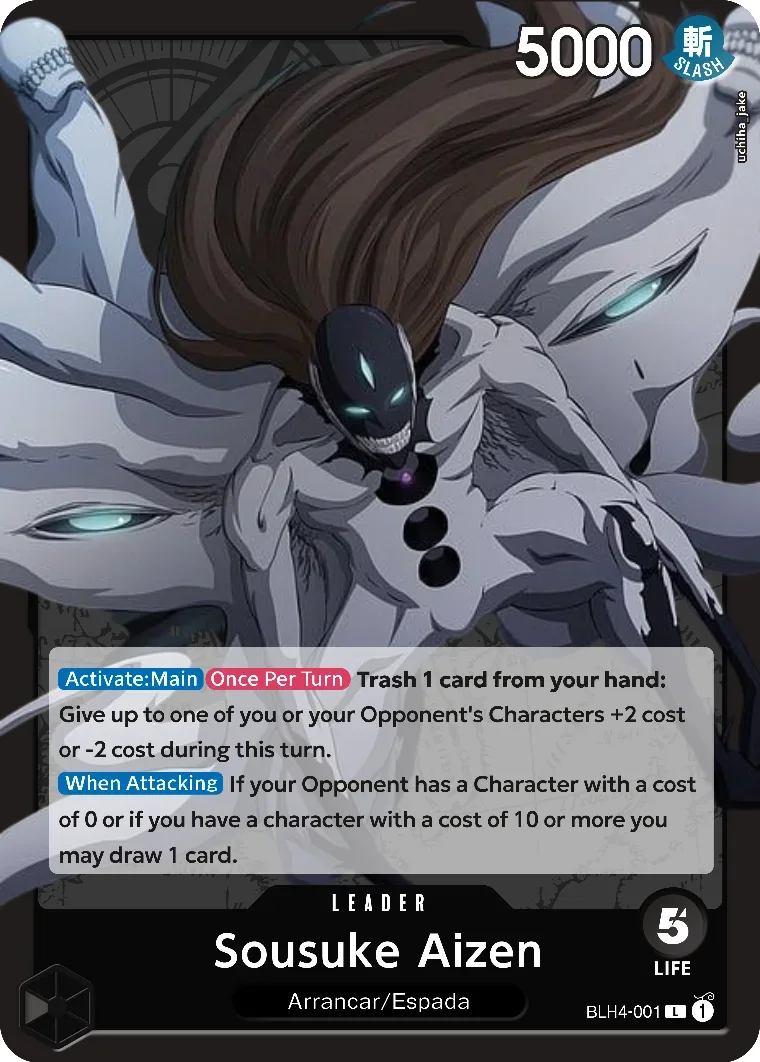 5000 斬
SLASH
uchiha_jake
Activate:Main Once Per Turn Trash 1 card from your hand:
Give up to one of you or your Opponent's Characters +2 cost
or -2 cost during this turn.
When Attacking If your Opponent has a Character with a cost
of 0 or if you have a character with a cost of 10 or more you
may draw 1 card.
LEADER
Sousuke Aizen
5
LIFE
Arrancar/Espada
BLH4-001 L 1